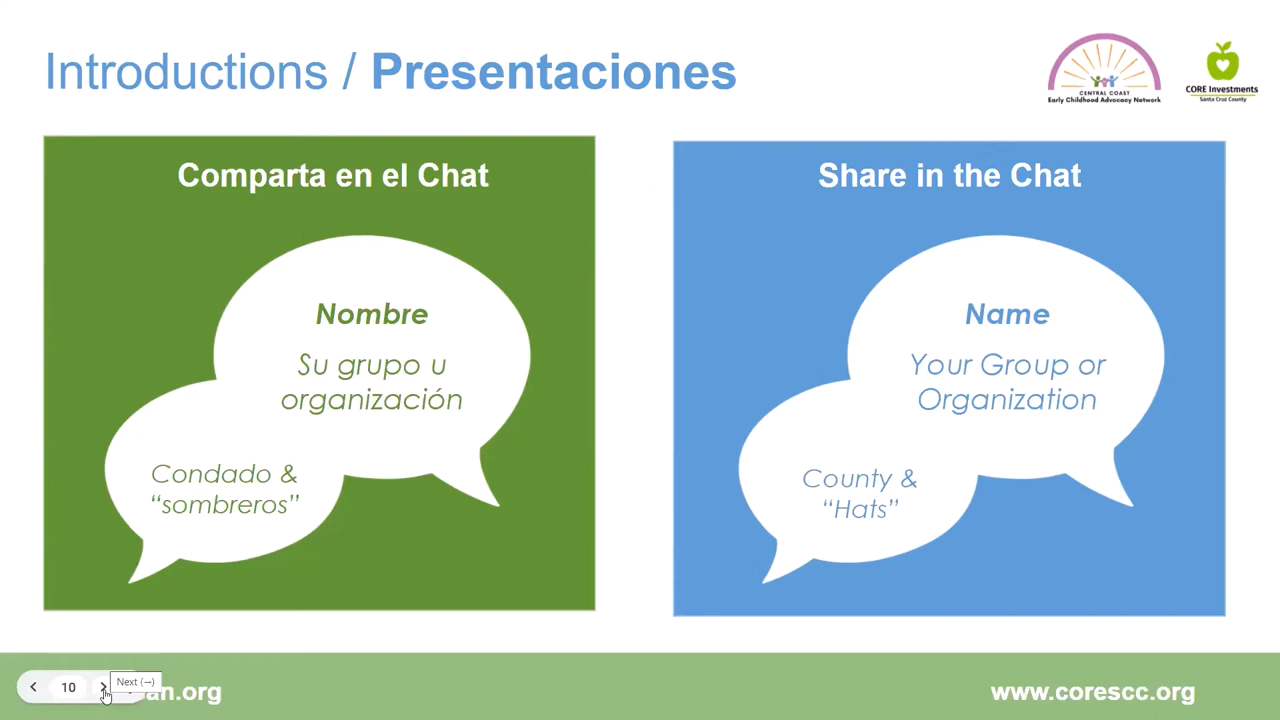 Introductions / Presentaciones
CENTRAL COAST
Early Childhood Advocacy Network
CORE Investments
Santa Cruz County
Comparta en el Chat
Nombre
Su grupo u
organización
Condado &
“sombreros”
Share in the Chat
Name
Your Group or
Organization
County &
“Hats”
10
Next (→)
an.org
www.corescc.org